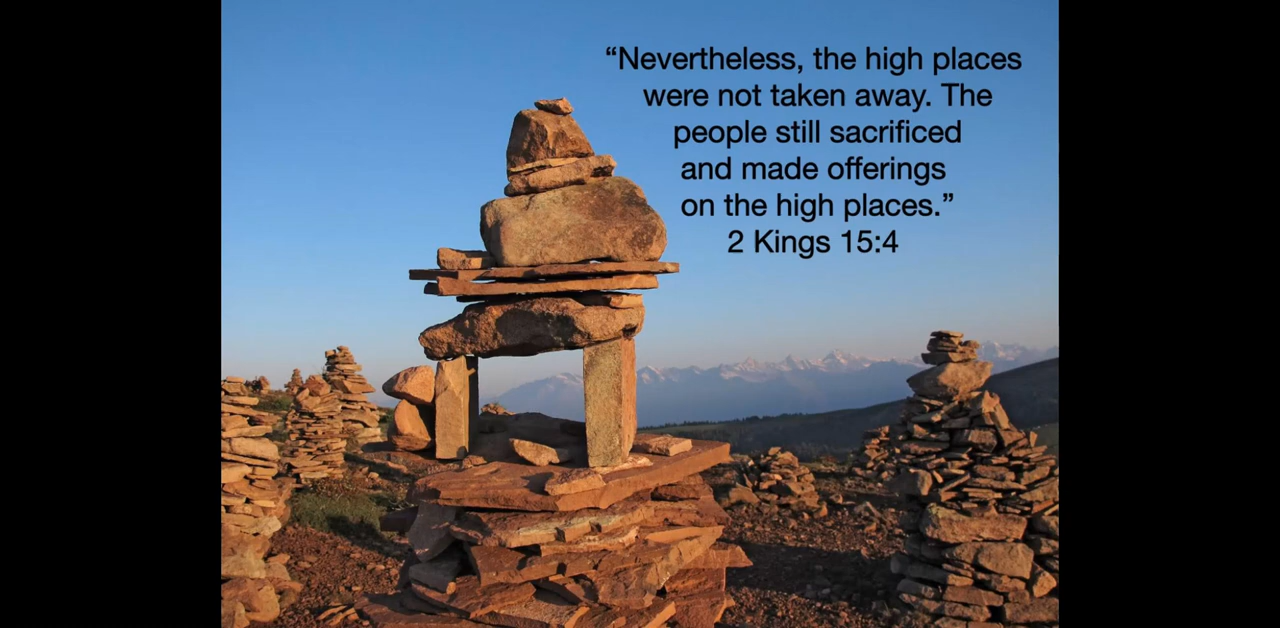 “Nevertheless, the high places
were not taken away. The
people still sacrificed
and made offerings
on the high places.”
2 Kings 15:4